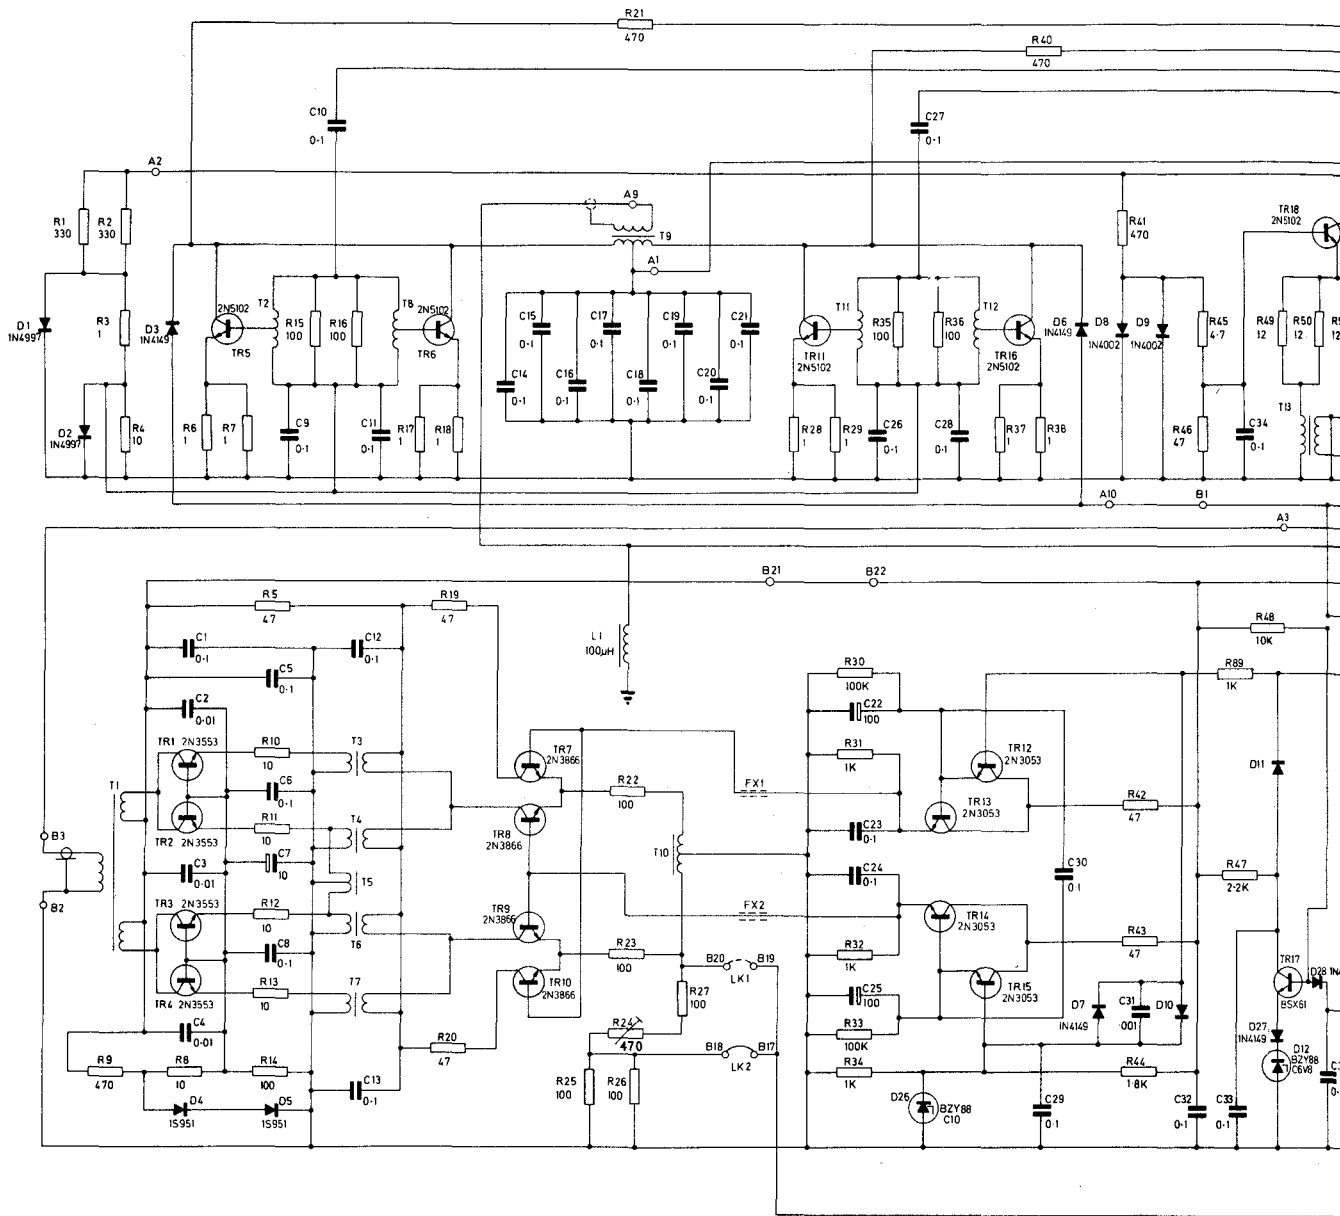 R21
470
R40
470
C10
0·1
C27
0·1
A2
A9
T9
A1
R1
330
R2
330
R41
470
TR18
2N5102
D1
1N4997
R3
1
D3
1N4149
2N5102
TR5
T2
R15
100
R16
100
T8
2N5102
TR6
C15
0·1
C17
0·1
C19
0·1
C21
0·1
C14
0·1
C16
0·1
C18
0·1
C20
0·1
T11
R35
100
R36
100
T12
TR11
2N5102
TR16
2N5102
D6
1N4149
D8
1N4002
D9
1N4002
R45
4·7
R49
12
R50
12
12
D2
1N4997
R4
10
R6
1
R7
1
C9
0·1
C11
0·1
R17
1
R18
1
R28
1
R29
1
C26
0·1
C28
0·1
R37
1
R38
1
R46
47
C34
0·1
T13
A10
B1
A3
B21
B22
R5
47
R19
47
C1
0·1
C12
0·1
C5
0·1
C2
0·01
L1
100µH
R48
10K
R30
100K
R89
1K
C22
100
TR1
2N3553
R10
10
T3
TR7
2N3866
R31
1K
TR12
2N3053
D11
T1
C6
0·1
R22
100
FX1
TR13
2N3053
R42
47
TR2
2N3553
R11
10
T4
TR8
2N3866
C23
0·1
B3
C3
0·01
C7
10
T5
T10
C24
0·1
C30
0·1
R47
2·2K
B2
TR3
2N3553
R12
10
T6
TR9
2N3866
FX2
TR14
2N3053
R43
47
C8
0·1
R23
100
B20
B19
LK1
R32
1K
TR4
2N3553
R13
10
T7
TR10
2N3866
R27
100
C25
100
TR15
2N3053
D7
1N4149
C31
·001
D10
TR17
BSX61
D28
C4
0·01
R24
470
R33
100K
D27
1N4149
R9
470
R8
10
R14
100
R20
47
B18
B17
LK2
R34
1K
R44
1·8K
D12
BZY88
C6V8
D4
1S951
D5
1S951
C13
0·1
R25
100
R26
100
D26
BZY88
C10
C29
0·1
C32
0·1
C33
0·1